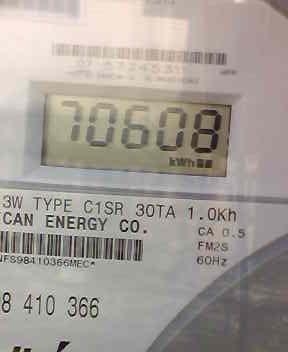 70608
kWh
3W TYPE C1SR 30TA 1.0Kh
CAN ENERGY CO.
CA 0.5
FM2S
NFS98410366MEC*
60Hz
8 410 366